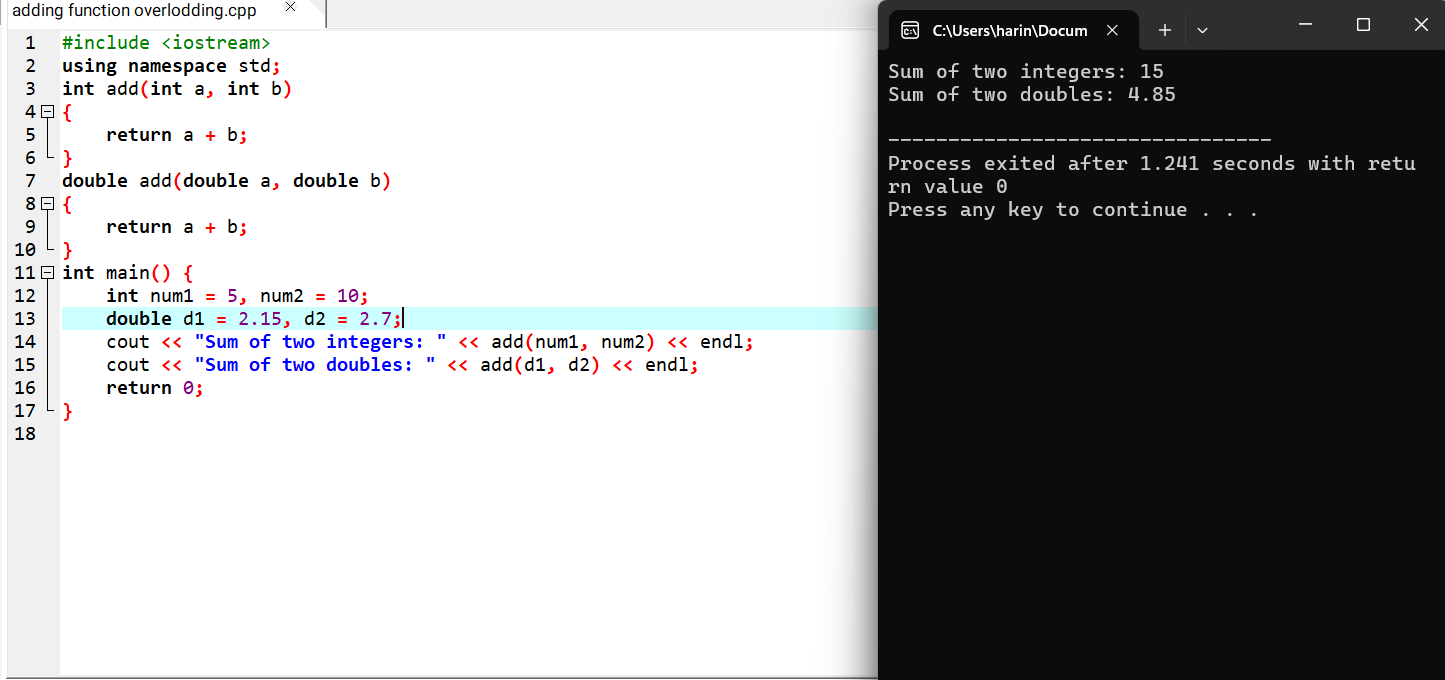 adding function overlodding.cpp
1 #include <iostream>
2 using namespace std;
3 int add(int a, int b)
4 {
5     return a + b;
6 }
7 double add(double a, double b)
8 {
9     return a + b;
10 }
11 int main() {
12     int num1 = 5, num2 = 10;
13     double d1 = 2.15, d2 = 2.7;
14     cout << "Sum of two integers: " << add(num1, num2) << endl;
15     cout << "Sum of two doubles: " << add(d1, d2) << endl;
16     return 0;
17 }
18
C:\Users\harin\Docum
Sum of two integers: 15
Sum of two doubles: 4.85
--------------------------------
Process exited after 1.241 seconds with retu
rn value 0
Press any key to continue . . .